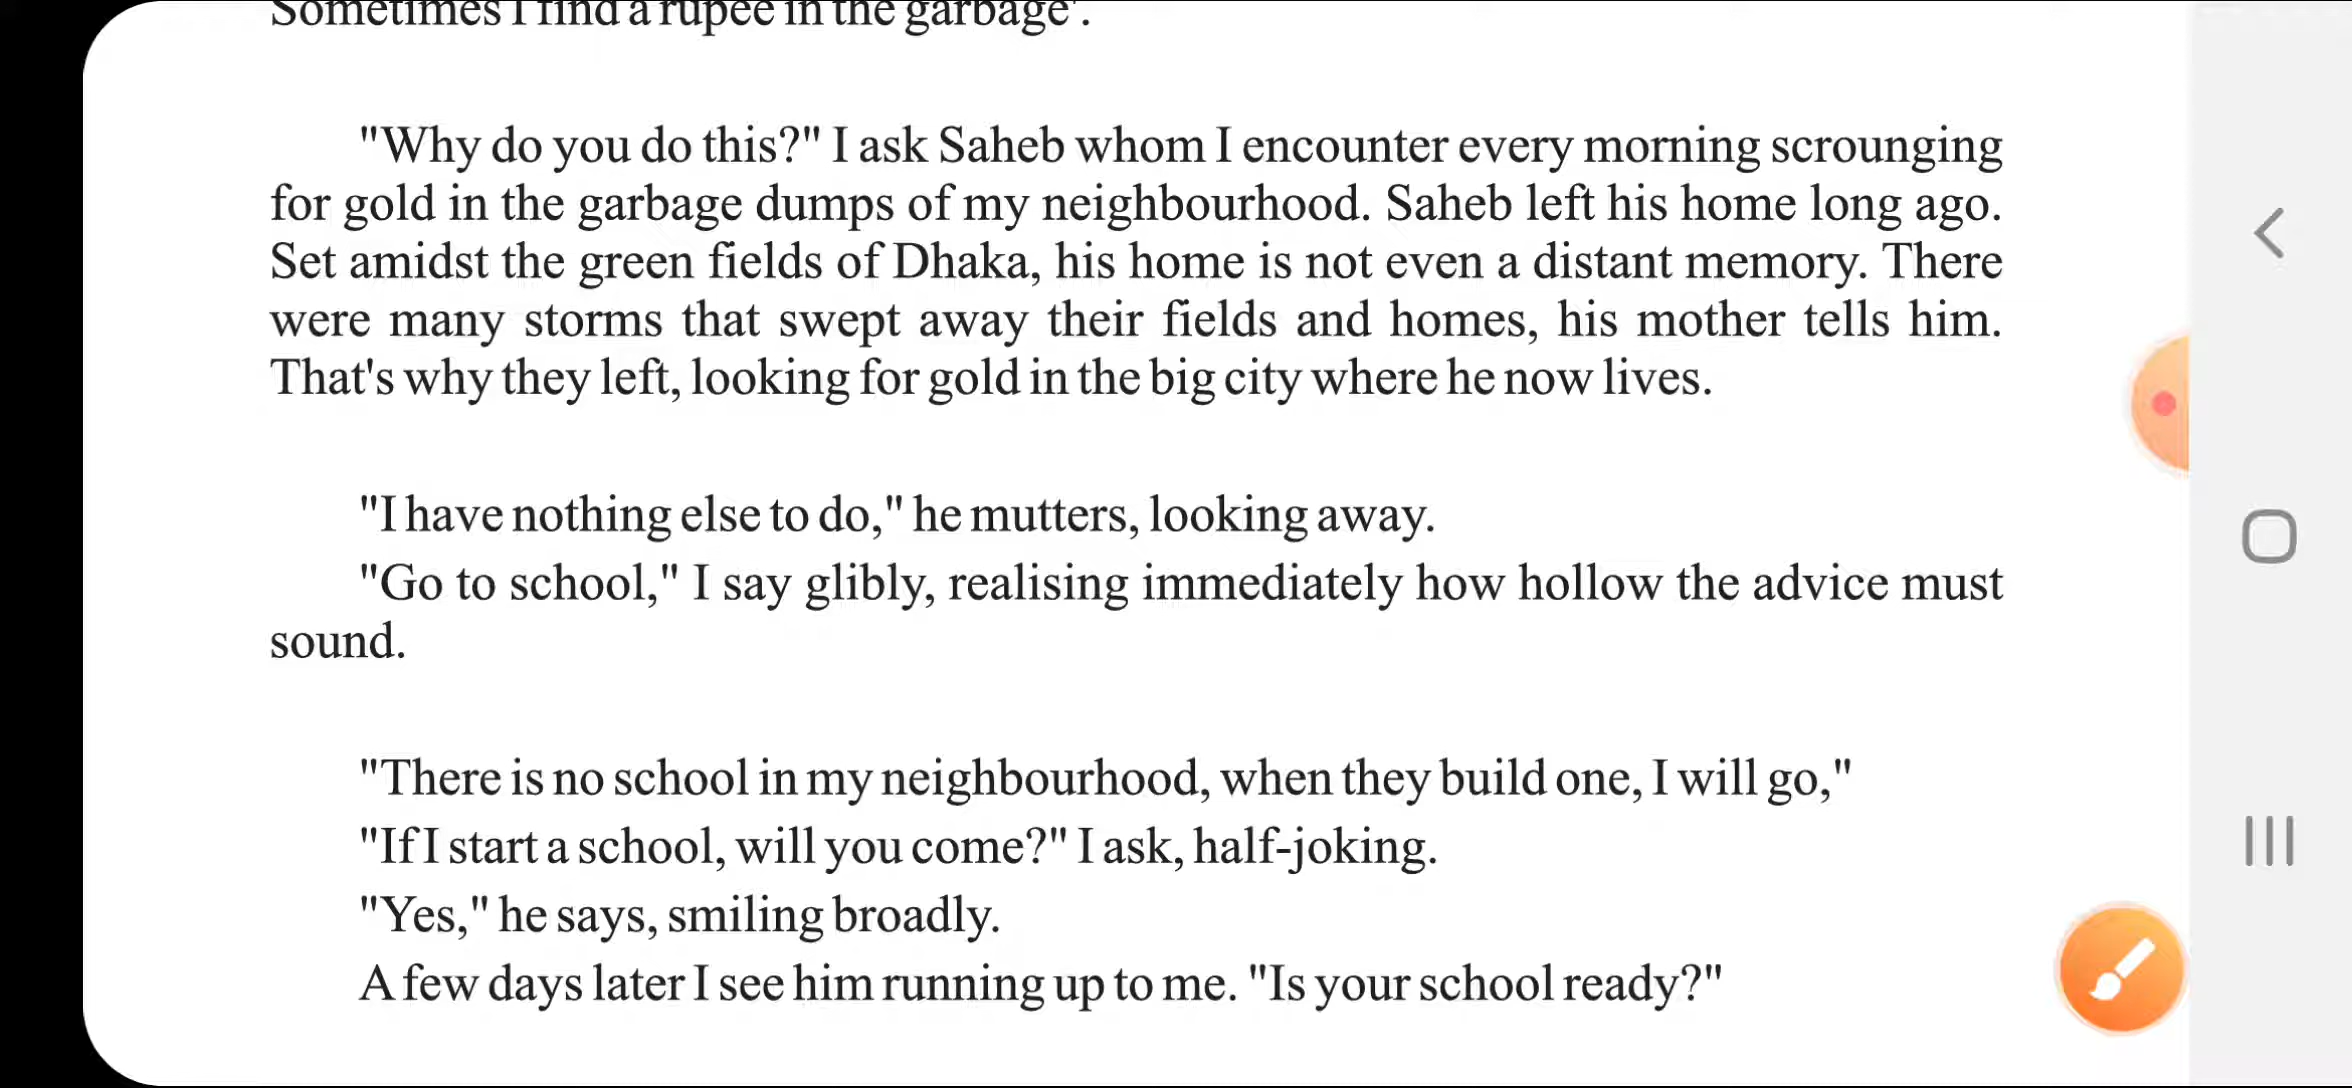 Sometimes I find a rupee in the garbage'.
"Why do you do this?" I ask Saheb whom I encounter every morning scrounging
for gold in the garbage dumps of my neighbourhood. Saheb left his home long ago.
Set amidst the green fields of Dhaka, his home is not even a distant memory. There
were many storms that swept away their fields and homes, his mother tells him.
That's why they left, looking for gold in the big city where he now lives.
"I have nothing else to do," he mutters, looking away.
"Go to school," I say glibly, realising immediately how hollow the advice must
sound.
"There is no school in my neighbourhood, when they build one, I will go,"
"If I start a school, will you come?" I ask, half-joking.
"Yes," he says, smiling broadly.
A few days later I see him running up to me. "Is your school ready?"